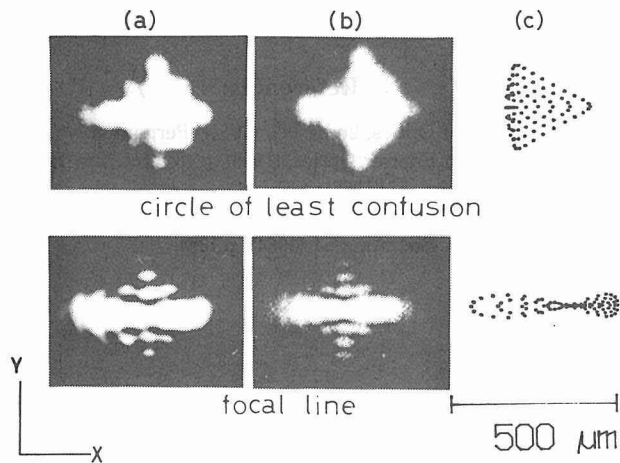 (a) (b) (c)
circle of least confusion
focal line
Y
X
500 µm